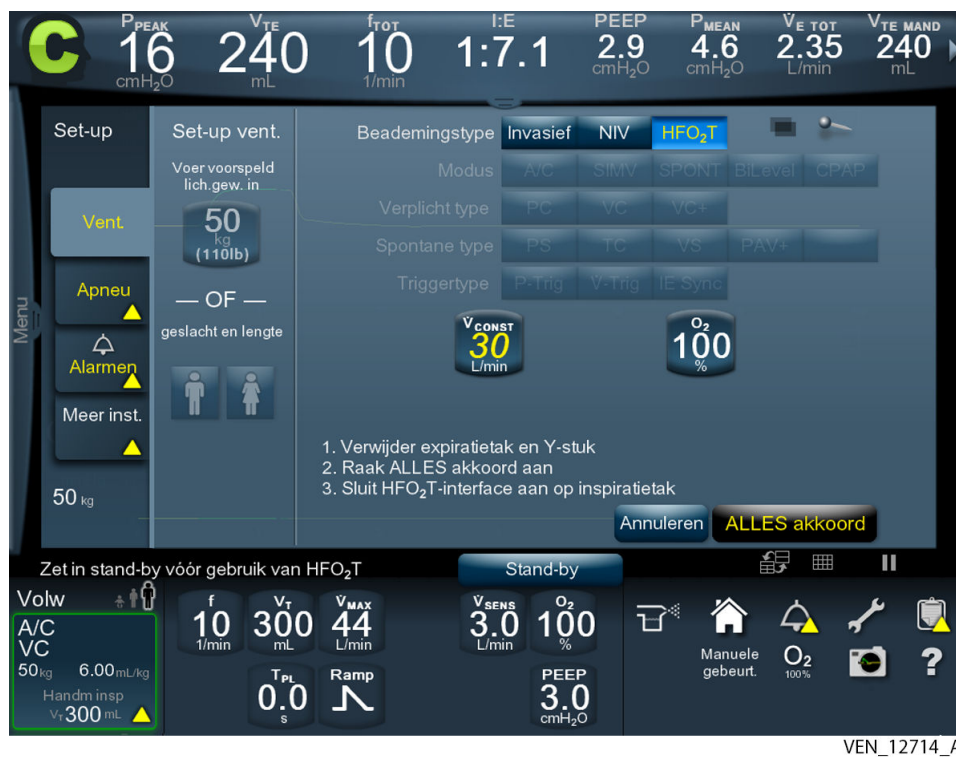 C
PPEAK 16 cmH2O
VTE 240 mL
fTOT 10 1/min
I:E 1:7.1
PEEP 2.9 cmH2O
PMEAN 4.6 cmH2O
V̇E TOT 2.35 L/min
VTE MAND 240 mL
Menu
Set-up
Vent.
Apneu
Alarmen
Meer inst.
50 kg
Set-up vent.
Voer voorspeld
lich.gew. in
50
kg
(110lb)
— OF —
geslacht en lengte
Beademingstype Invasief NIV HFO2T
Modus A/C SIMV SPONT BiLevel CPAP
Verplicht type PC VC VC+
Spontane type PS TC VS PAV+
Triggertype P-Trig V̇-Trig IE Sync
V̇CONST 30 L/min
O2 100 %
1. Verwijder expiratietak en Y-stuk
2. Raak ALLES akkoord aan
3. Sluit HFO2T-interface aan op inspiratietak
Annuleren ALLES akkoord
Zet in stand-by vóór gebruik van HFO2T
Stand-by
Volw
A/C
VC
50 kg 6.00 mL/kg
Handm insp
VT 300 mL
f 10 1/min
VT 300 mL
V̇MAX 44 L/min
V̇SENS 3.0 L/min
O2 100 %
TPL 0.0 s
Ramp
PEEP 3.0 cmH2O
Manuele
gebeurt.
O2
100%
?
VEN_12714_A